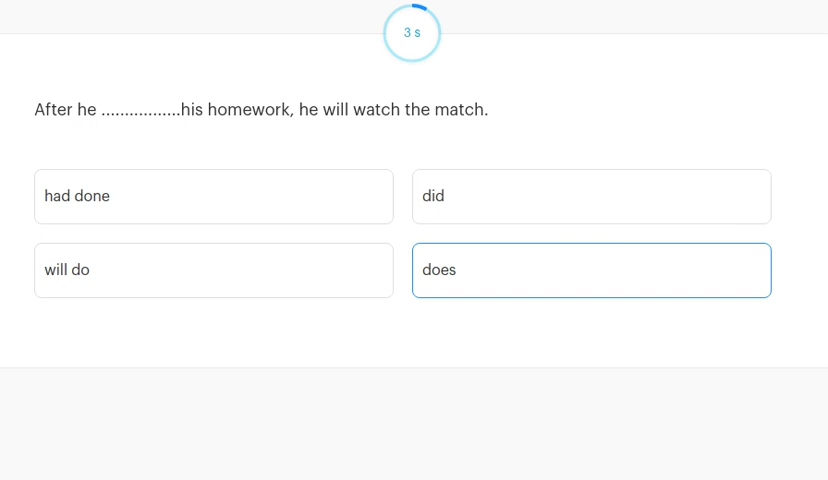 3 s
After he .................his homework, he will watch the match.
had done
did
will do
does